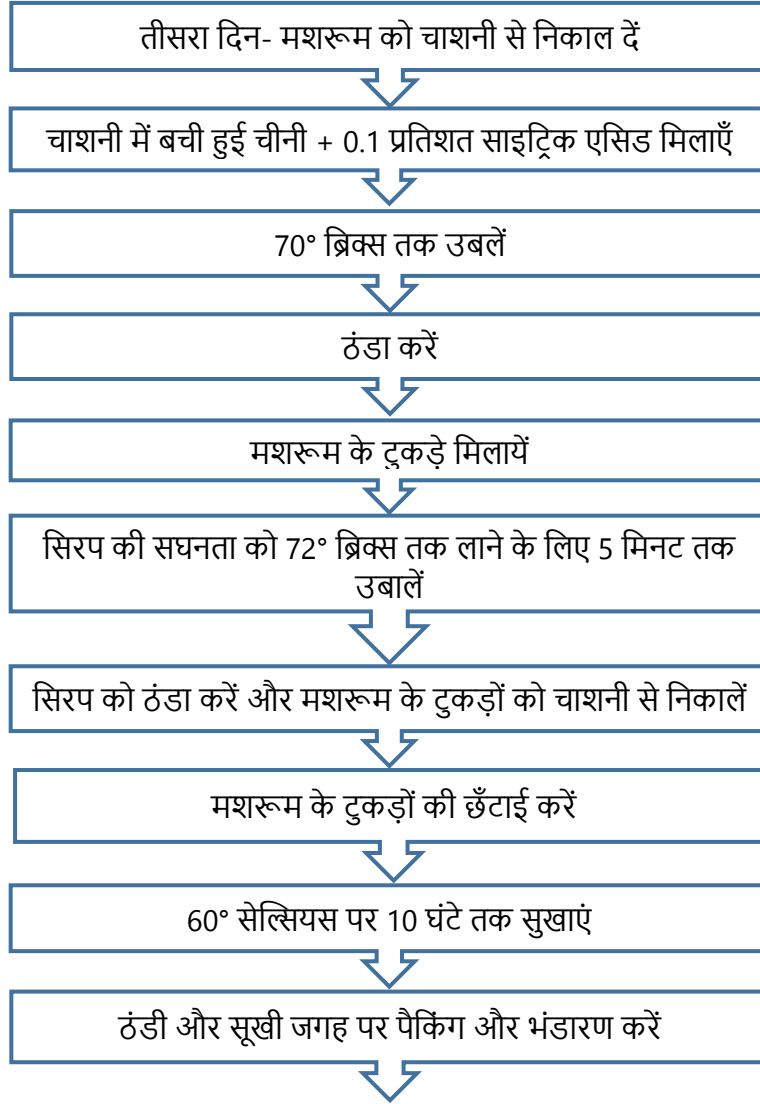 तीसरा दिन- मशरूम को चाशनी से निकाल दें
चाशनी में बची हुई चीनी + 0.1 प्रतिशत साइट्रिक एसिड मिलाएँ
70° ब्रिक्स तक उबलें
ठंडा करें
मशरूम के टुकड़े मिलायें
सिरप की सघनता को 72° ब्रिक्स तक लाने के लिए 5 मिनट तक
उबालें
सिरप को ठंडा करें और मशरूम के टुकड़ों को चाशनी से निकालें
मशरूम के टुकड़ों की छँटाई करें
60° सेल्सियस पर 10 घंटे तक सुखाएं
ठंडी और सूखी जगह पर पैकिंग और भंडारण करें